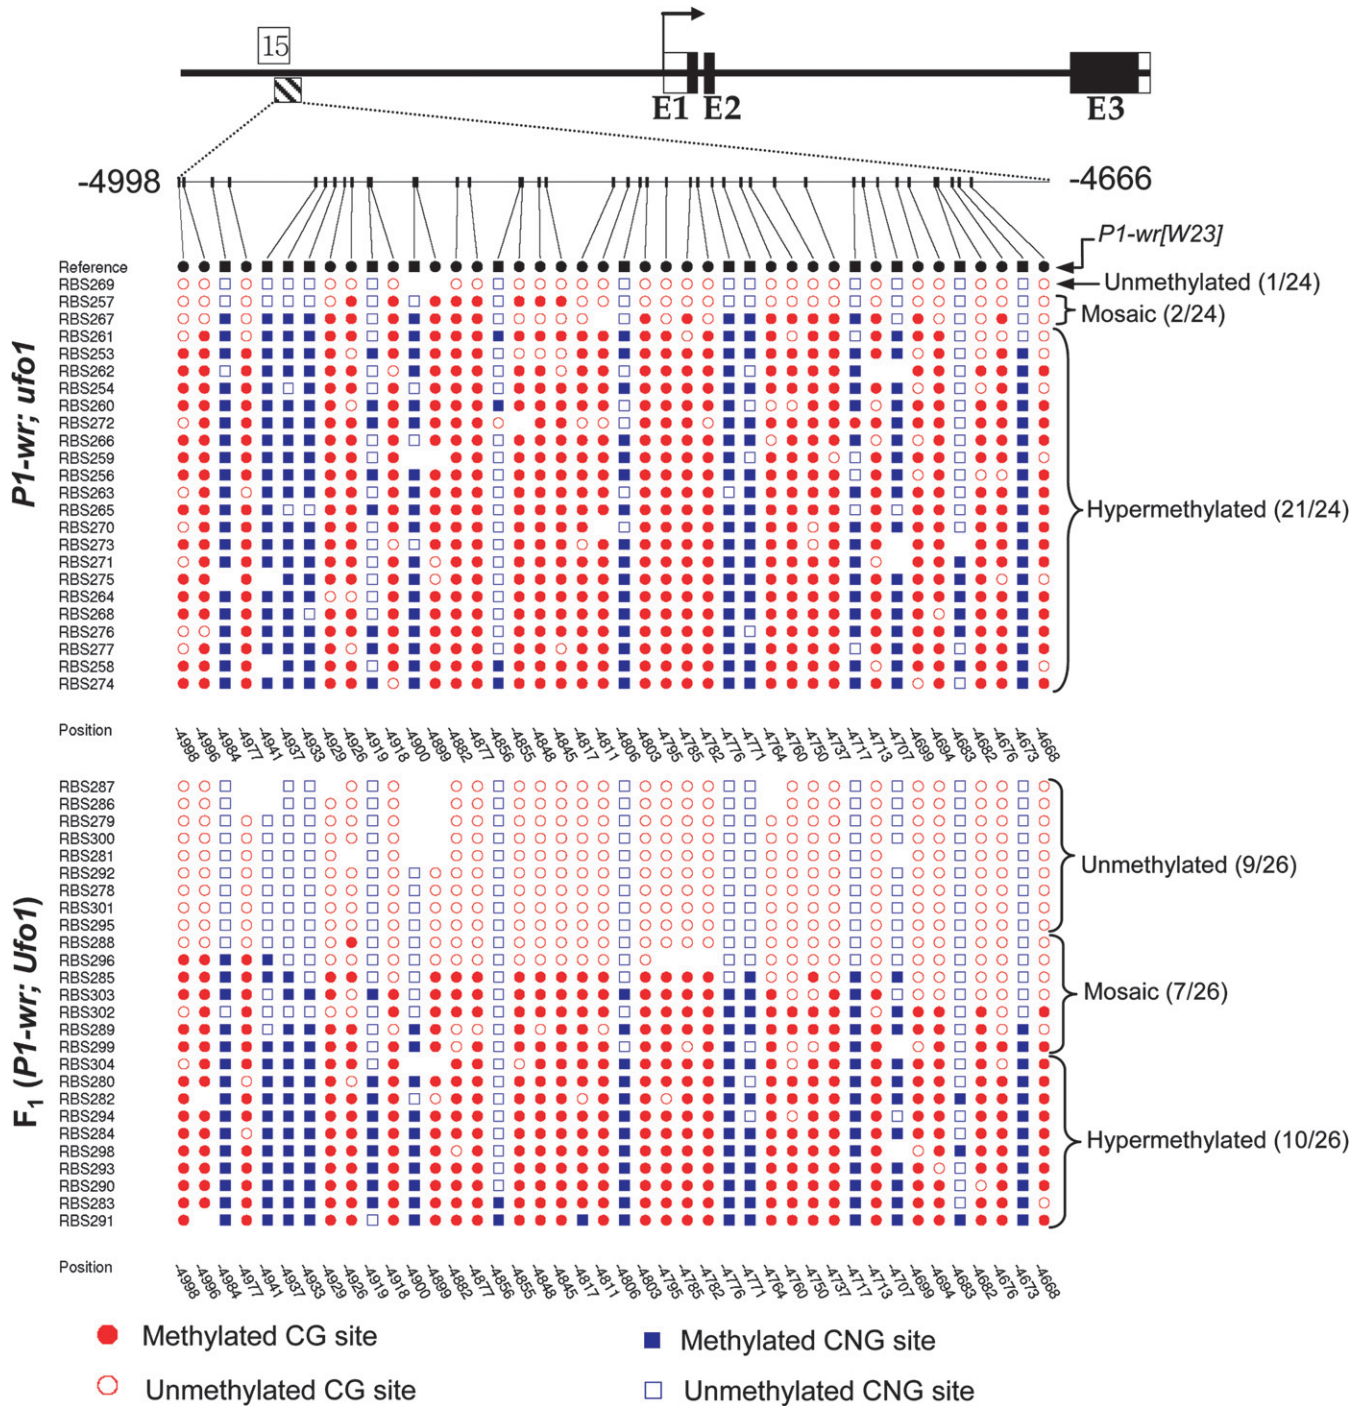 15
E1 E2 E3
-4998 -4666
P1-wr[W23]
Reference
Unmethylated (1/24)
RBS269
RBS257
Mosaic (2/24)
RBS267
RBS261
RBS253
RBS262
RBS254
RBS260
RBS272
RBS266
RBS259
RBS256
RBS263
RBS265
Hypermethylated (21/24)
RBS270
RBS273
RBS271
RBS275
RBS264
RBS268
RBS276
RBS277
RBS258
RBS274
P1-wr; ufo1
Position -4998 -4996 -4984 -4977 -4941 -4937 -4933 -4929 -4926 -4919 -4918 -4900 -4899 -4882 -4877 -4856 -4855 -4848 -4845 -4817 -4811 -4806 -4803 -4795 -4785 -4782 -4776 -4771 -4764 -4760 -4750 -4737 -4717 -4713 -4707 -4699 -4694 -4683 -4682 -4676 -4673 -4668
RBS287
RBS286
RBS279
RBS300
RBS281
Unmethylated (9/26)
RBS292
RBS278
RBS301
RBS295
RBS288
RBS296
RBS285
RBS303
Mosaic (7/26)
RBS302
RBS289
RBS299
RBS304
RBS280
RBS282
RBS294
RBS284
Hypermethylated (10/26)
RBS298
RBS293
RBS290
RBS283
RBS291
F1 (P1-wr; Ufo1)
Position -4998 -4996 -4984 -4977 -4941 -4937 -4933 -4929 -4926 -4919 -4918 -4900 -4899 -4882 -4877 -4856 -4855 -4848 -4845 -4817 -4811 -4806 -4803 -4795 -4785 -4782 -4776 -4771 -4764 -4760 -4750 -4737 -4717 -4713 -4707 -4699 -4694 -4683 -4682 -4676 -4673 -4668
Methylated CG site
Methylated CNG site
Unmethylated CG site
Unmethylated CNG site